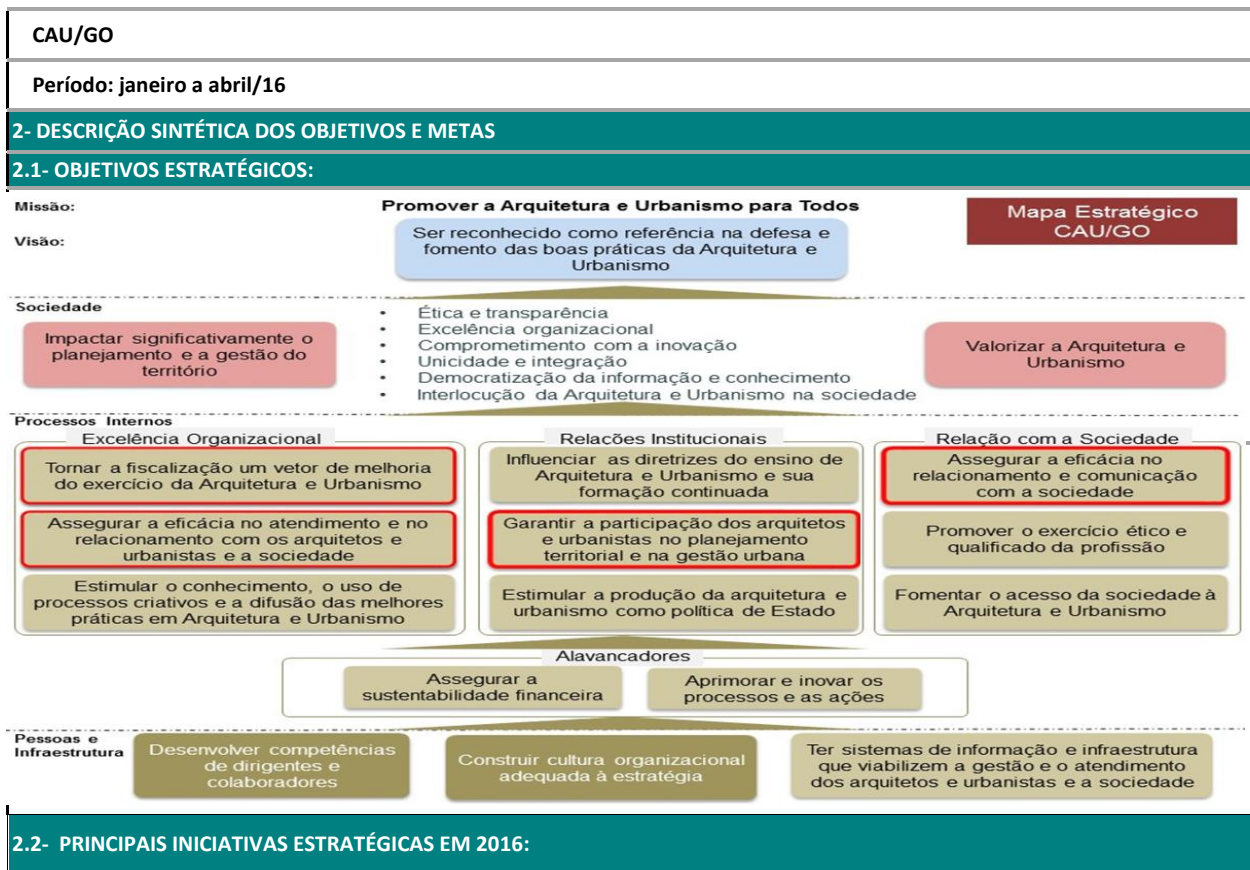 CAU/GO
Período: janeiro a abril/16
2- DESCRIÇÃO SINTÉTICA DOS OBJETIVOS E METAS
2.1- OBJETIVOS ESTRATÉGICOS:
Missão:
Promover a Arquitetura e Urbanismo para Todos
Mapa Estratégico
CAU/GO
Visão:
Ser reconhecido como referência na defesa e
fomento das boas práticas da Arquitetura e
Urbanismo
Sociedade
Impactar significativamente o
planejamento e a gestão do
território
• Ética e transparência
• Excelência organizacional
• Comprometimento com a inovação
• Unicidade e integração
• Democratização da informação e conhecimento
• Interlocução da Arquitetura e Urbanismo na sociedade
Valorizar a Arquitetura e
Urbanismo
Processos Internos
Excelência Organizacional
Tornar a fiscalização um vetor de melhoria
do exercício da Arquitetura e Urbanismo
Assegurar a eficácia no atendimento e no
relacionamento com os arquitetos e
urbanistas e a sociedade
Estimular o conhecimento, o uso de
processos criativos e a difusão das melhores
práticas em Arquitetura e Urbanismo
Relacões Institucionais
Influenciar as diretrizes do ensino de
Arquitetura e Urbanismo e sua
formação continuada
Garantir a participação dos arquitetos
e urbanistas no planejamento
territorial e na gestão urbana
Estimular a produção da arquitetura e
urbanismo como política de Estado
Relação com a Sociedade
Assegurar a eficácia no
relacionamento e comunicação
com a sociedade
Promover o exercício ético e
qualificado da profissão
Fomentar o acesso da sociedade à
Arquitetura e Urbanismo
Alavancadores
Assegurar a
sustentabilidade financeira
Aprimorar e inovar os
processos e as ações
Pessoas e
Infraestrutura
Desenvolver competências
de dirigentes e
colaboradores
Construir cultura organizacional
adequada à estratégia
Ter sistemas de informação e infraestrutura
que viabilizem a gestão e o atendimento
dos arquitetos e urbanistas e a sociedade
2.2- PRINCIPAIS INICIATIVAS ESTRATÉGICAS EM 2016: